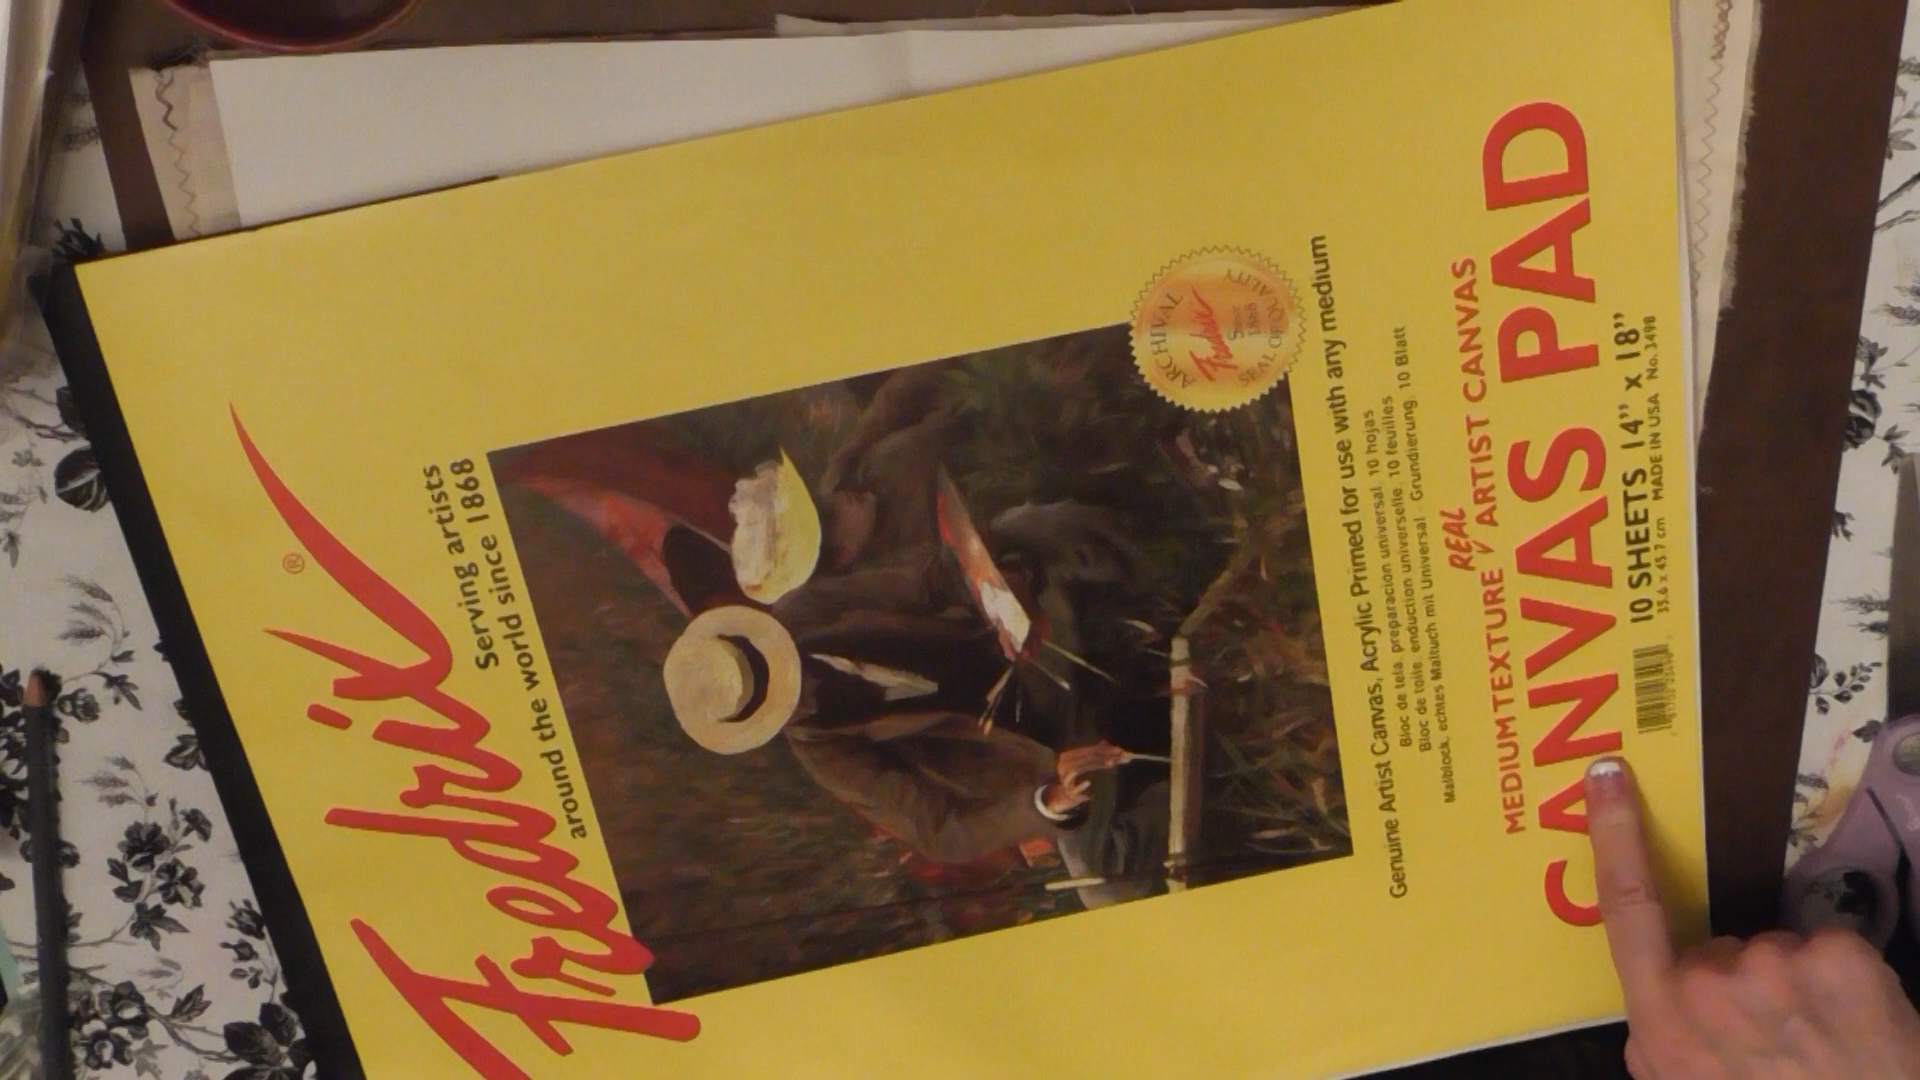 Fredrix®
Serving artists
around the world since 1868
ARCHIVAL
Fredrix
Since
1868
SEAL OF QUALITY
Genuine Artist Canvas, Acrylic Primed for use with any medium
Bloc de tela, preparación universal, 10 hojas
Bloc de toile, enduction universelle, 10 feuilles
Malblock, echtes Maltuch mit Universal - Grundierung, 10 Blatt
REAL
MEDIUM TEXTURE ARTIST CANVAS
CANVAS PAD
10 SHEETS 14” x 18”
35.6 x 45.7 cm MADE IN USA No.3498